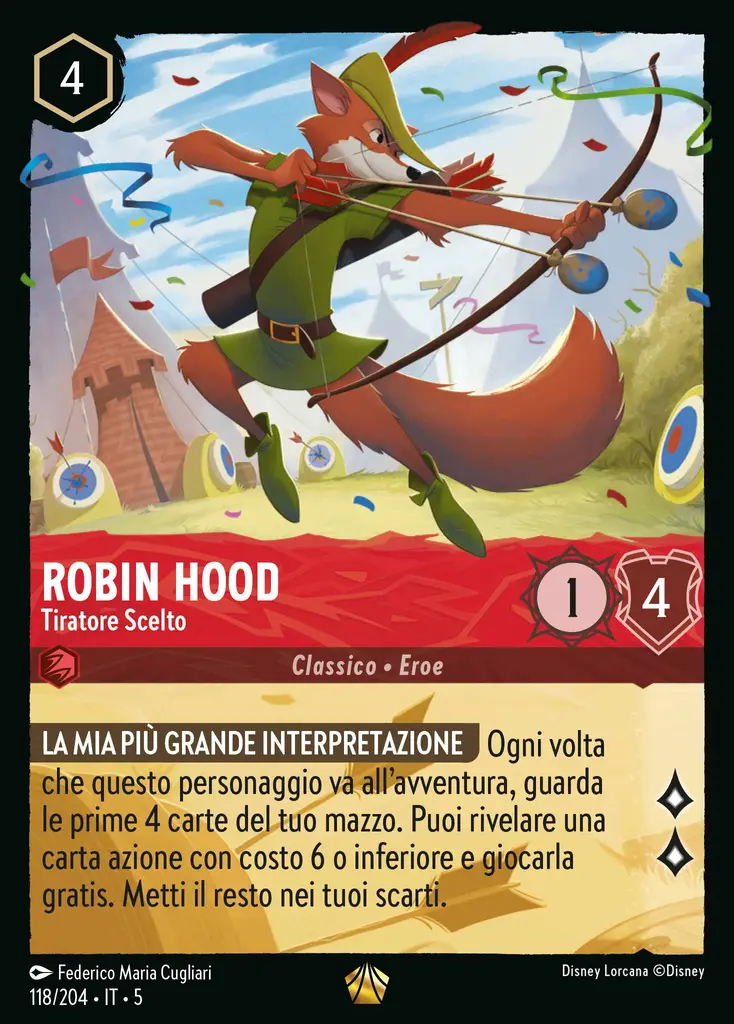 4
ROBIN HOOD
Tiratore Scelto
1
4
Classico • Eroe
LA MIA PIÙ GRANDE INTERPRETAZIONE Ogni volta
che questo personaggio va all'avventura, guarda
le prime 4 carte del tuo mazzo. Puoi rivelare una
carta azione con costo 6 o inferiore e giocarla
gratis. Metti il resto nei tuoi scarti.
Federico Maria Cugliari
Disney Lorcana ©Disney
118/204 • IT • 5